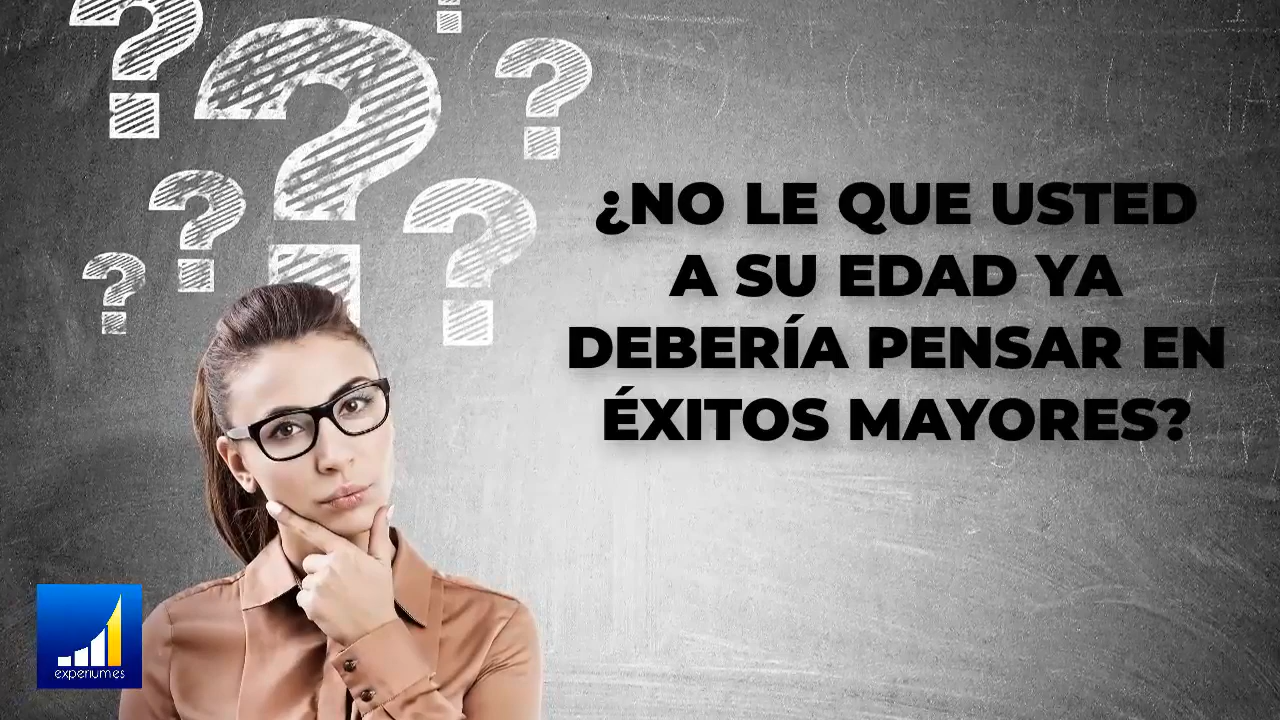 ¿NO LE QUE USTED
A SU EDAD YA
DEBERÍA PENSAR EN
ÉXITOS MAYORES?
experiumes